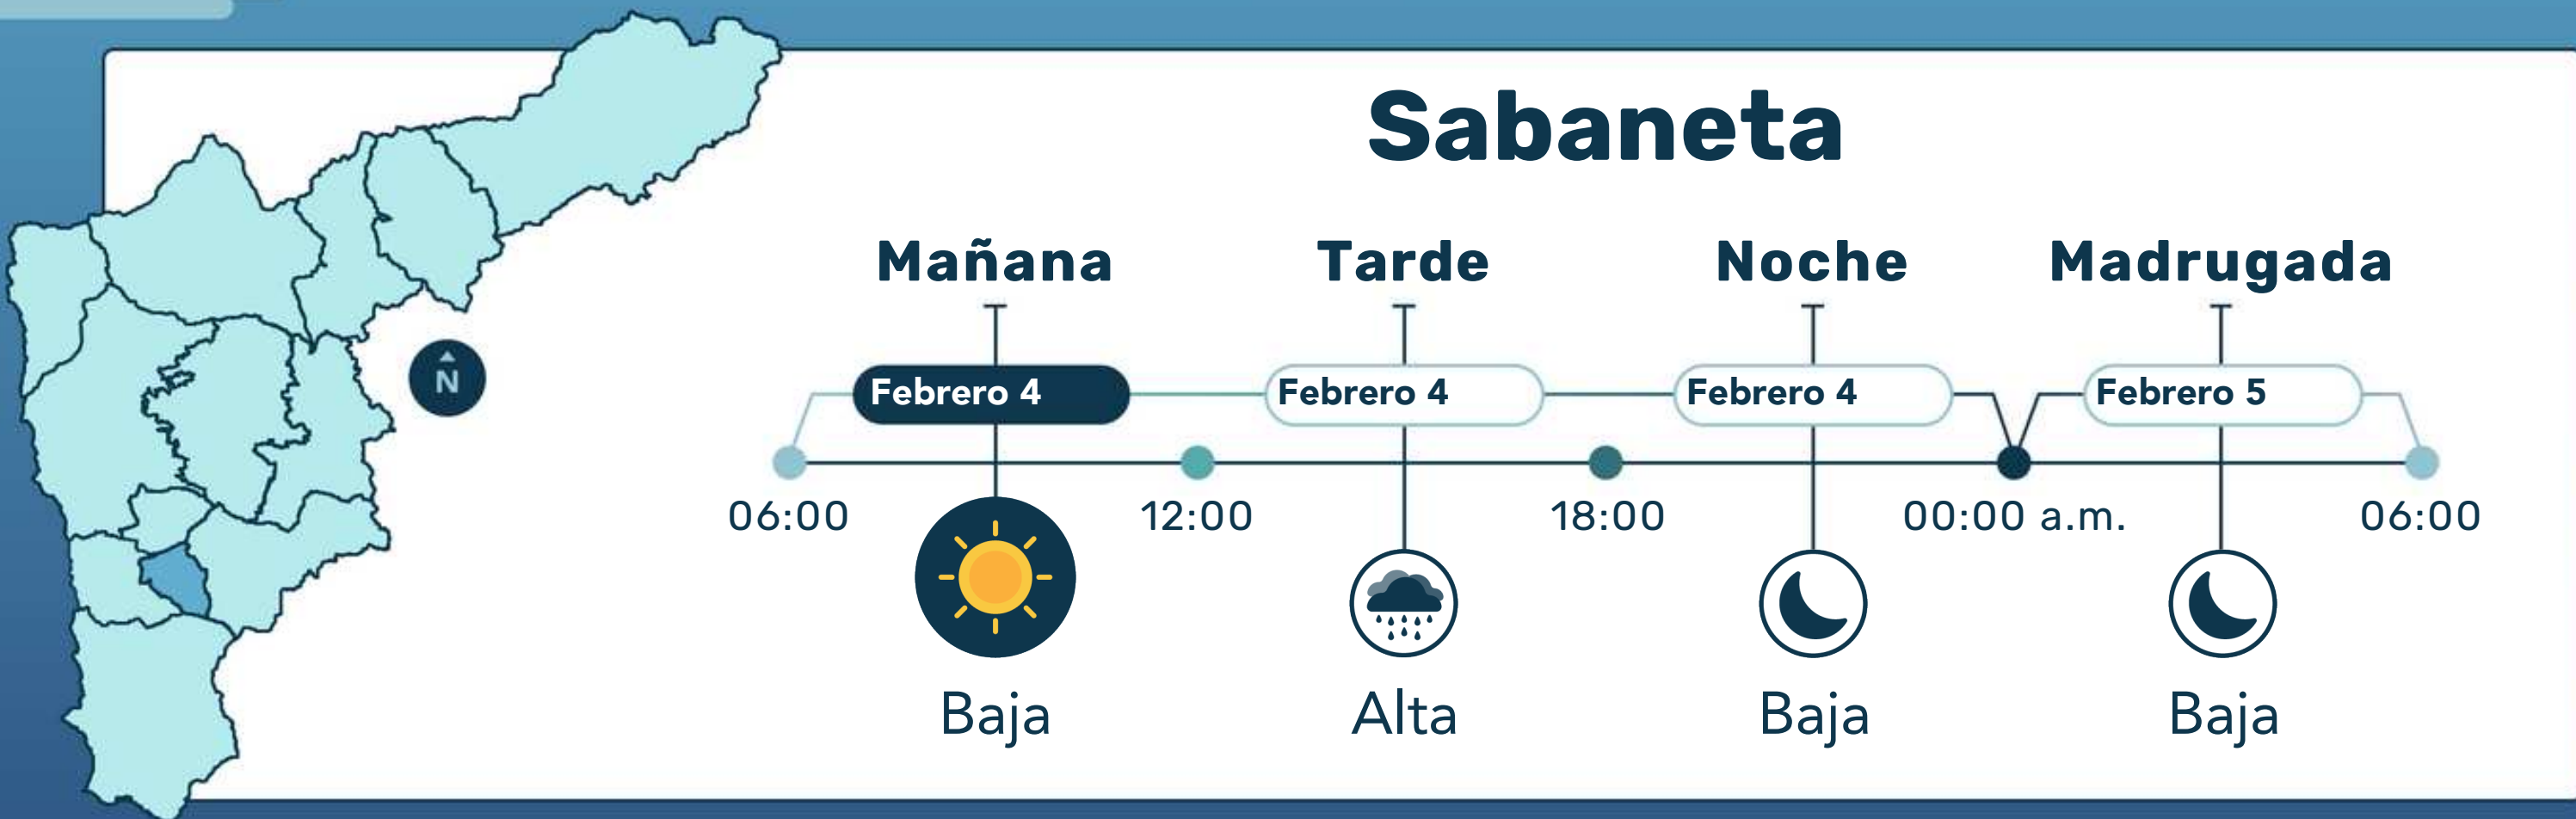 Sabaneta
Mañana
Tarde
Noche
Madrugada
Febrero 4
Febrero 4
Febrero 4
Febrero 5
N
06:00
12:00
18:00
00:00 a.m.
06:00
Baja
Alta
Baja
Baja